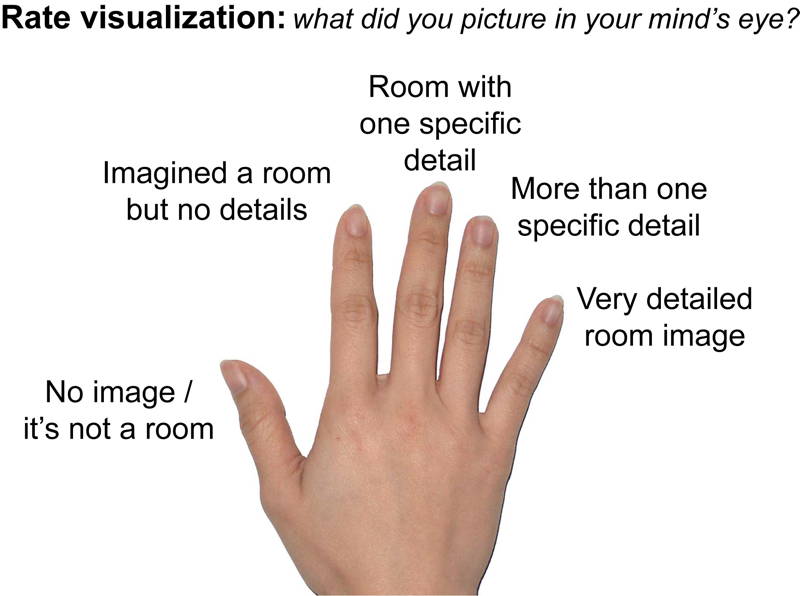 Rate visualization: what did you picture in your mind’s eye?
Room with
one specific
detail
Imagined a room
but no details
More than one
specific detail
Very detailed
room image
No image /
it’s not a room